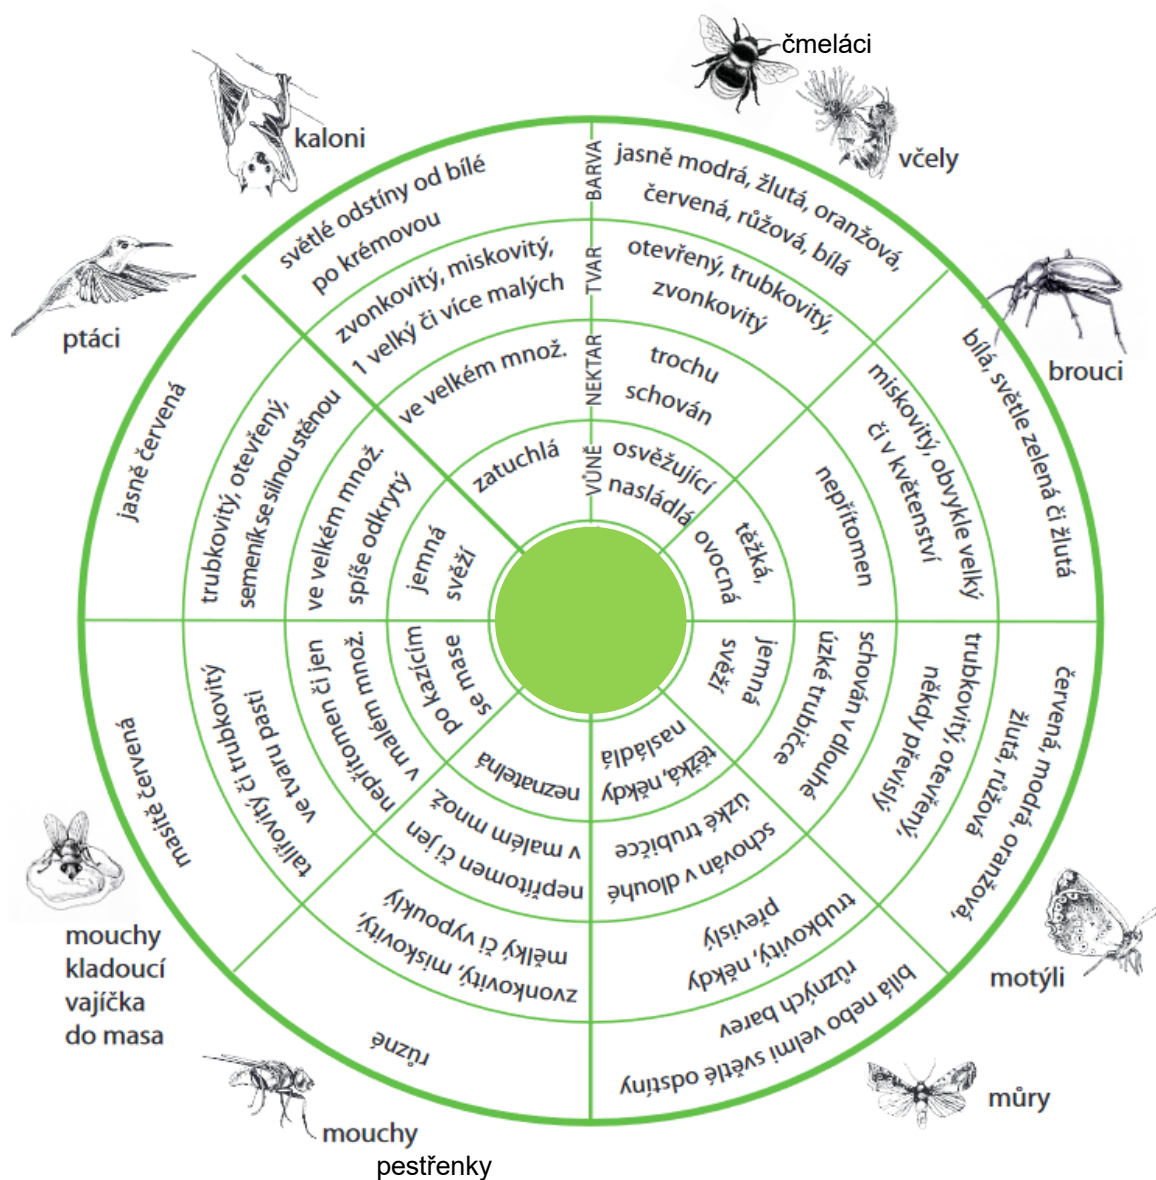 čmeláci
včely
BARVA
jasně modrá, žlutá, oranžová,
červená, růžová, bílá
TVAR
otevřený, trubkovitý,
zvonkovitý
NEKTAR
trochu
schován
VŮNĚ
osvěžující
nasládlá
brouci
bílá, světle zelená či žlutá
miskovitý, obvykle velký
či v květenství
nepřítomen
těžká,
ovocná
motýli
červená, modrá, oranžová,
žlutá, růžová
trubkovitý, otevřený,
někdy převislý
schován v dlouhé
úzké trubičce
jemná
svěží
můry
bílá nebo velmi světlé odstíny
různých barev
trubkovitý, někdy
převislý
schován v dlouhé
úzké trubičce
těžká, někdy
nasládlá
mouchy
pestřenky
různé
zvonkovitý, miskovitý,
mělký či vypouklý
nepřítomen či jen
v malém množ.
neznatelná
mouchy
kladoucí
vajíčka
do masa
masitě červená
talířovitý či trubkovitý
ve tvaru pasti
nepřítomen či jen
v malém množ.
po kazícím
se mase
ptáci
jasně červená
trubkovitý, otevřený,
semeník se silnou stěnou
ve velkém množ.
spíše odkrytý
jemná
svěží
kaloni
světlé odstíny od bílé
po krémovou
zvonkovitý, miskovitý,
1 velký či více malých
ve velkém množ.
zatuchlá